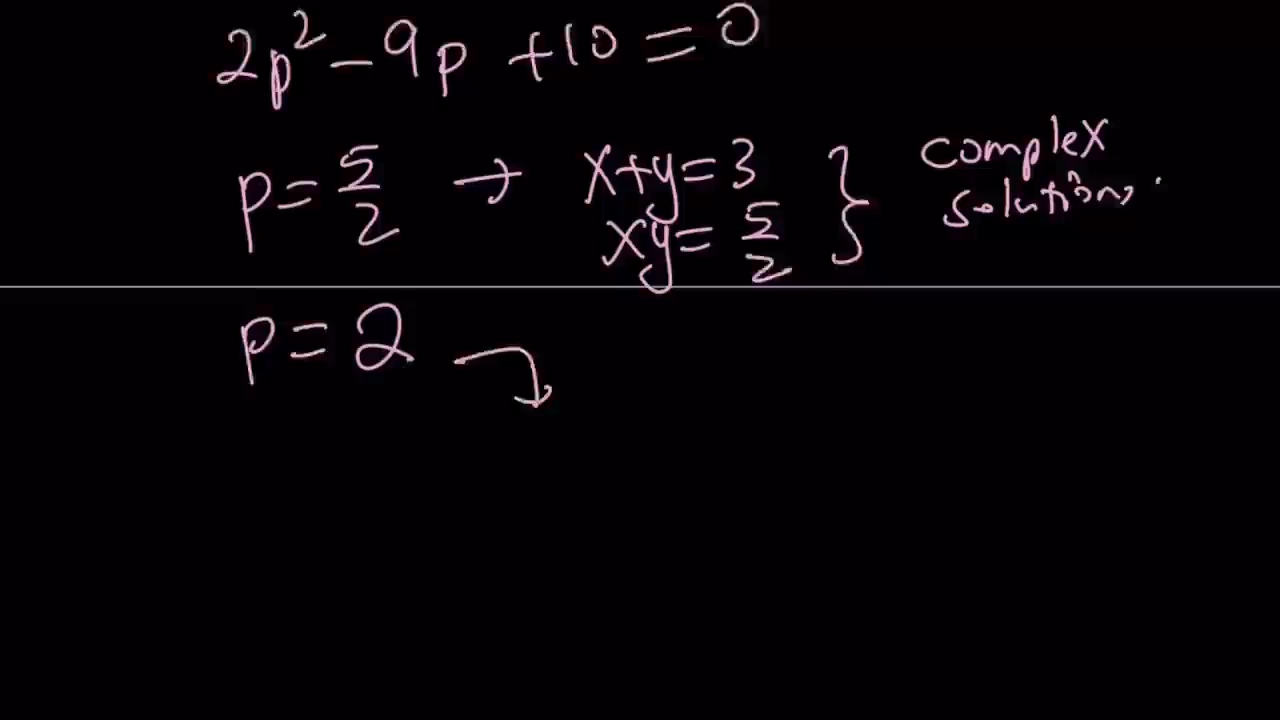 2p² - 9p + 10 = 0
p = 5/2 → x+y = 3 } complex
xy = 5/2 solutions.
p = 2